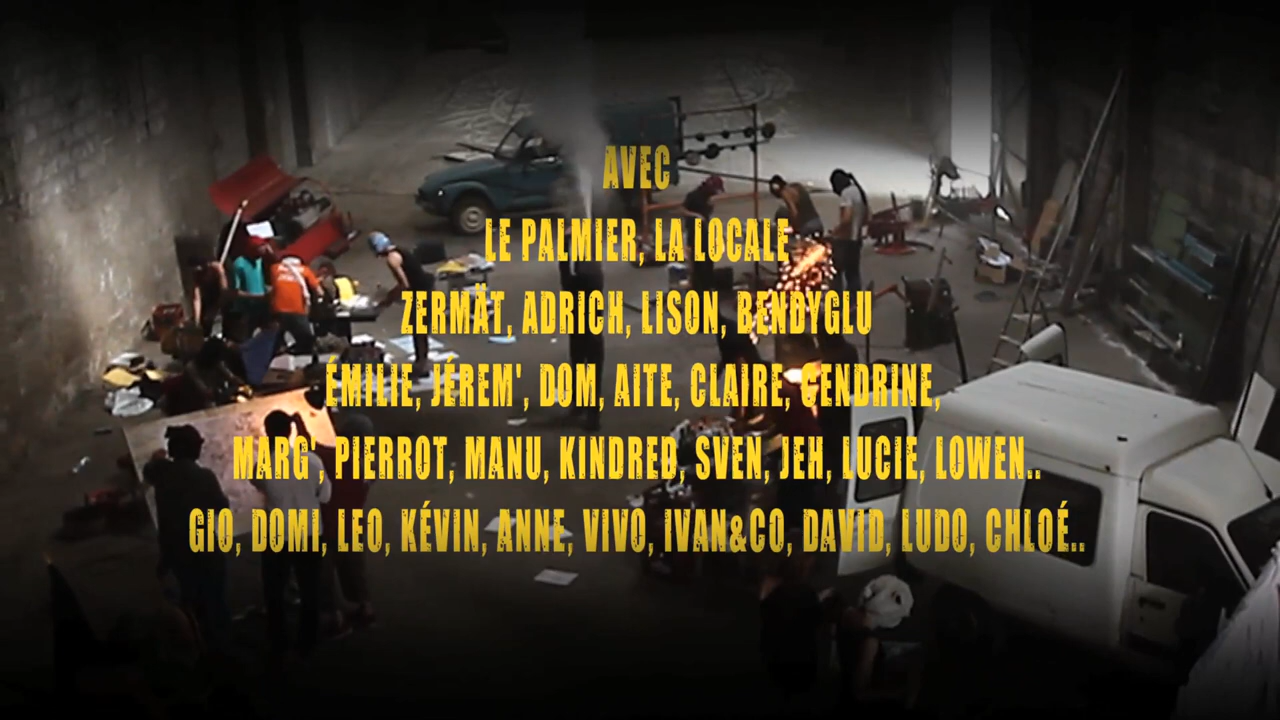 AVEC
LE PALMIER, LA LOCALE
ZERMÄT, ADRICH, LISON, BENDYGLU
ÉMILIE, JÉREM', DOM, AITE, CLAIRE, CENDRINE,
MARG', PIERROT, MANU, KINDRED, SVEN, JEH, LUCIE, LOWEN..
GIO, DOMI, LEO, KÉVIN, ANNE, VIVO, IVAN&CO, DAVID, LUDO, CHLOÉ..